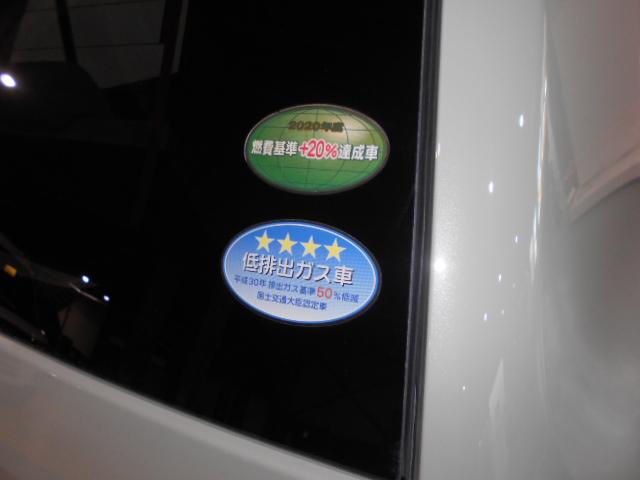 2020年度
燃費基準+20%達成車
低排出ガス車
平成30年 排出ガス基準50%低減
国土交通大臣認定車